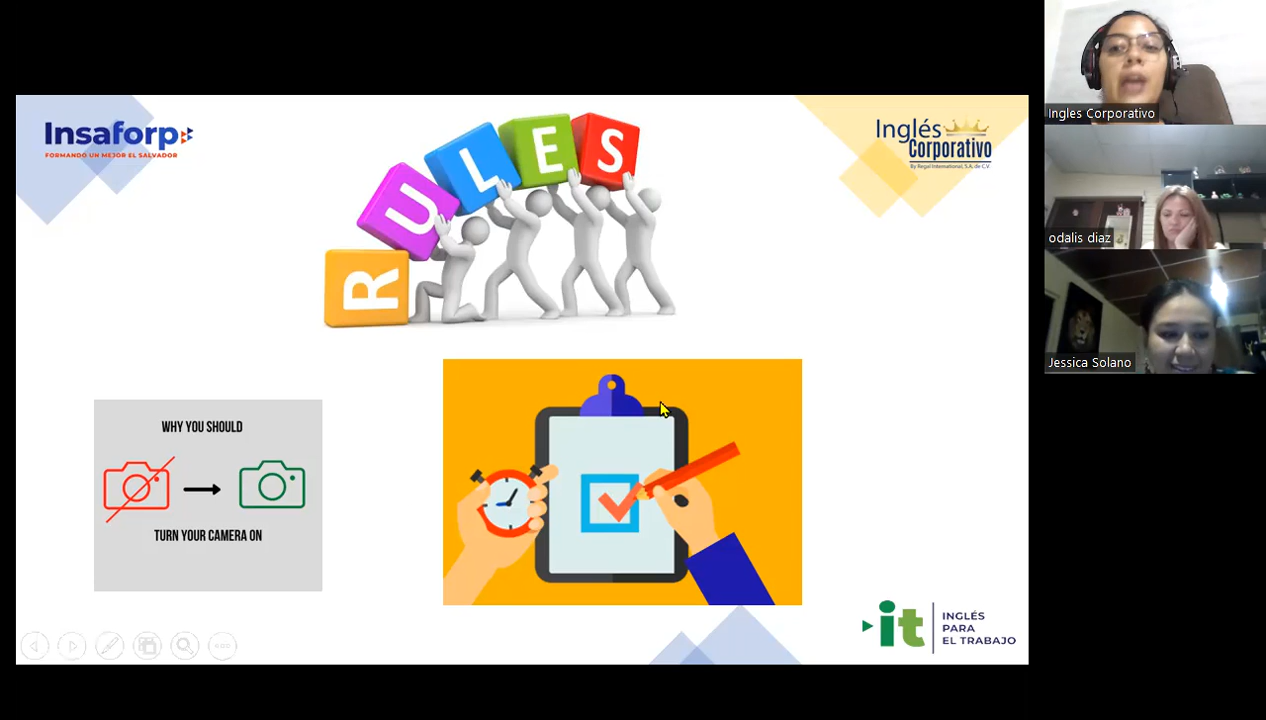 Insaforp
FORMANDO UN MEJOR EL SALVADOR
RULES
Inglés
Corporativo
By Regal International, S.A. de C.V.
WHY YOU SHOULD
TURN YOUR CAMERA ON
it
INGLÉS
PARA
EL TRABAJO
Ingles Corporativo
odalis diaz
Jessica Solano